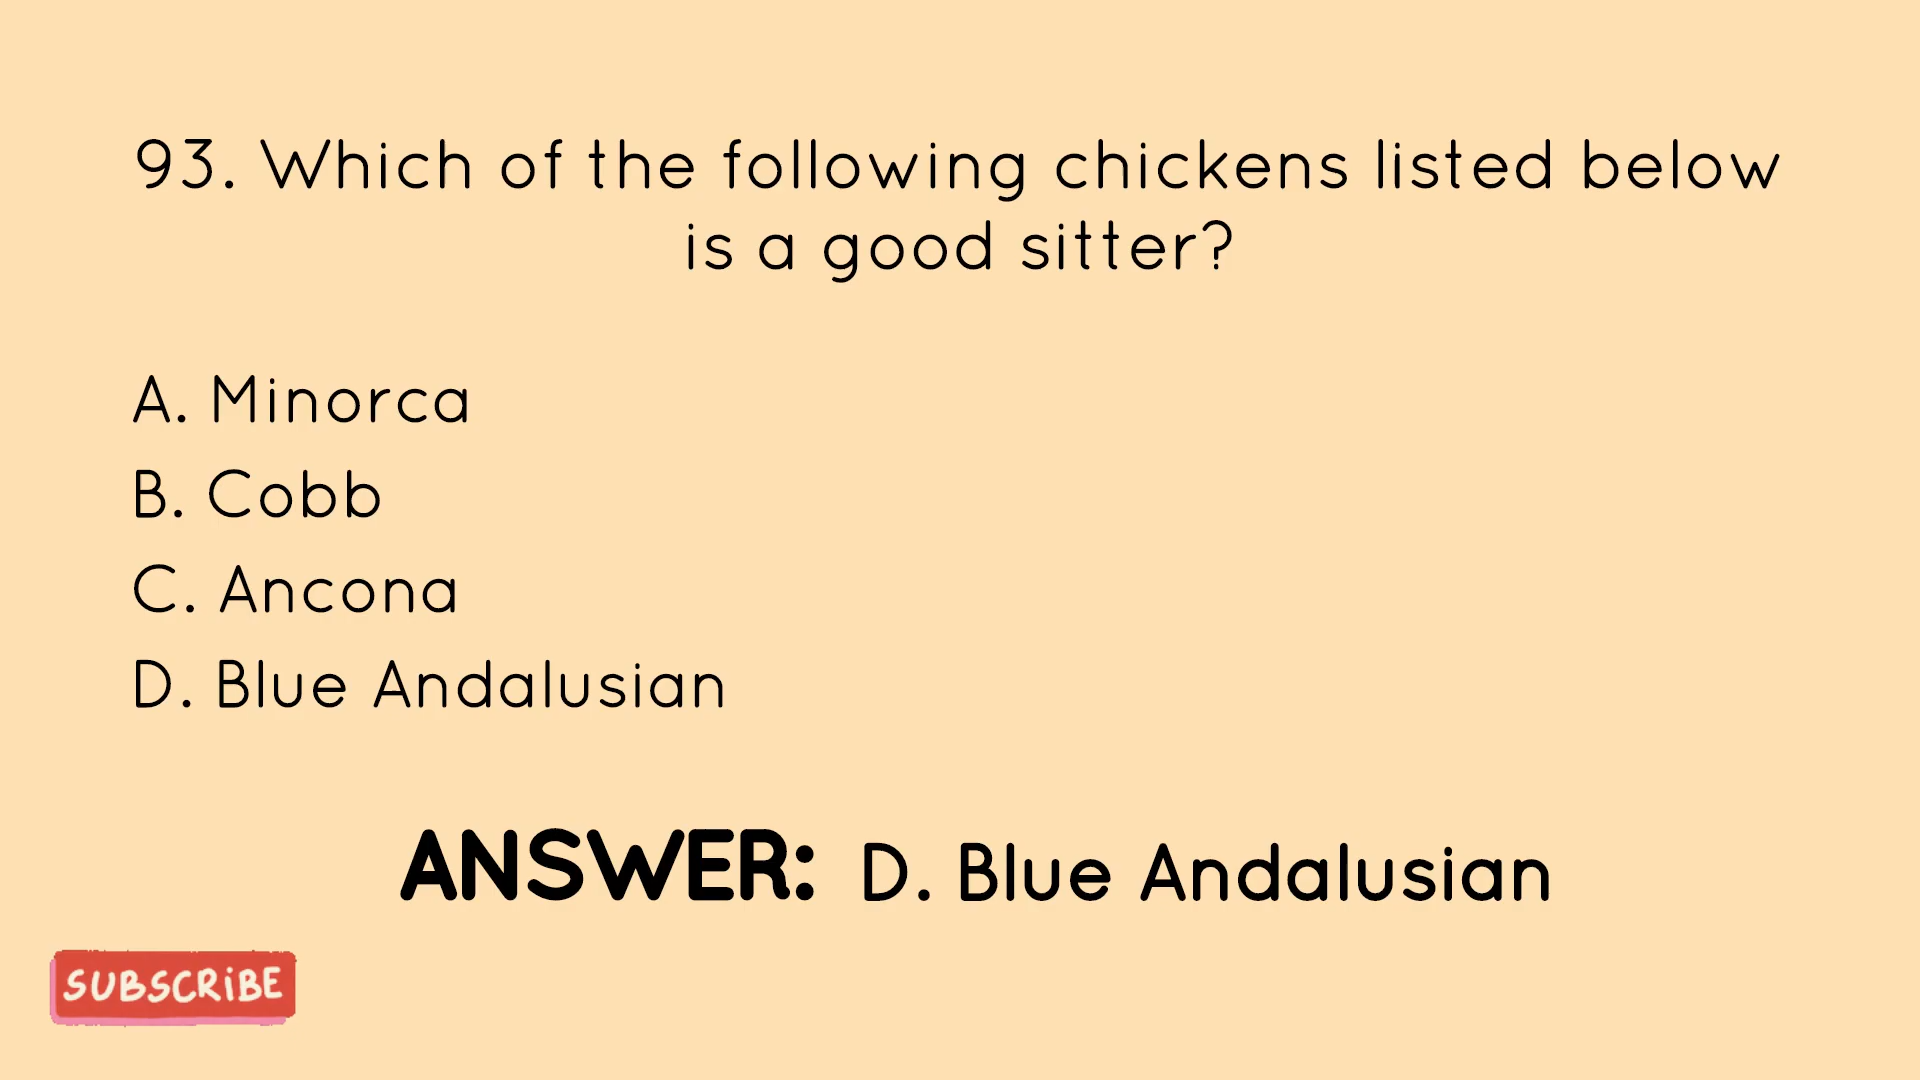 93. Which of the following chickens listed below
is a good sitter?
A. Minorca
B. Cobb
C. Ancona
D. Blue Andalusian
ANSWER: D. Blue Andalusian
SUBSCRiBE